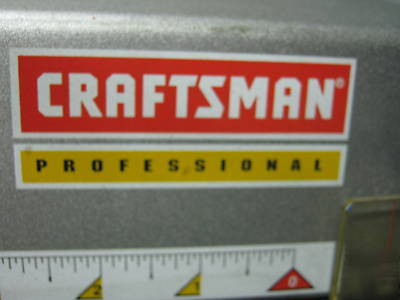 CRAFTSMAN®
PROFESSIONAL
2 1 0